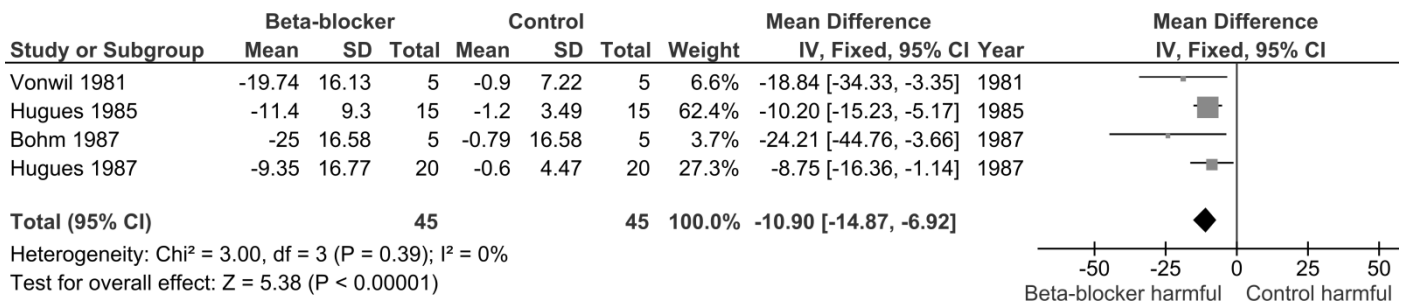 Beta-blocker Control Mean Difference Mean Difference
Study or Subgroup Mean SD Total Mean SD Total Weight IV, Fixed, 95% CI Year IV, Fixed, 95% CI
Vonwil 1981 -19.74 16.13 5 -0.9 7.22 5 6.6% -18.84 [-34.33, -3.35] 1981
Hugues 1985 -11.4 9.3 15 -1.2 3.49 15 62.4% -10.20 [-15.23, -5.17] 1985
Bohm 1987 -25 16.58 5 -0.79 16.58 5 3.7% -24.21 [-44.76, -3.66] 1987
Hugues 1987 -9.35 16.77 20 -0.6 4.47 20 27.3% -8.75 [-16.36, -1.14] 1987
Total (95% CI) 45 45 100.0% -10.90 [-14.87, -6.92]
Heterogeneity: Chi² = 3.00, df = 3 (P = 0.39); I² = 0%
Test for overall effect: Z = 5.38 (P < 0.00001)
-50 -25 0 25 50
Beta-blocker harmful Control harmful